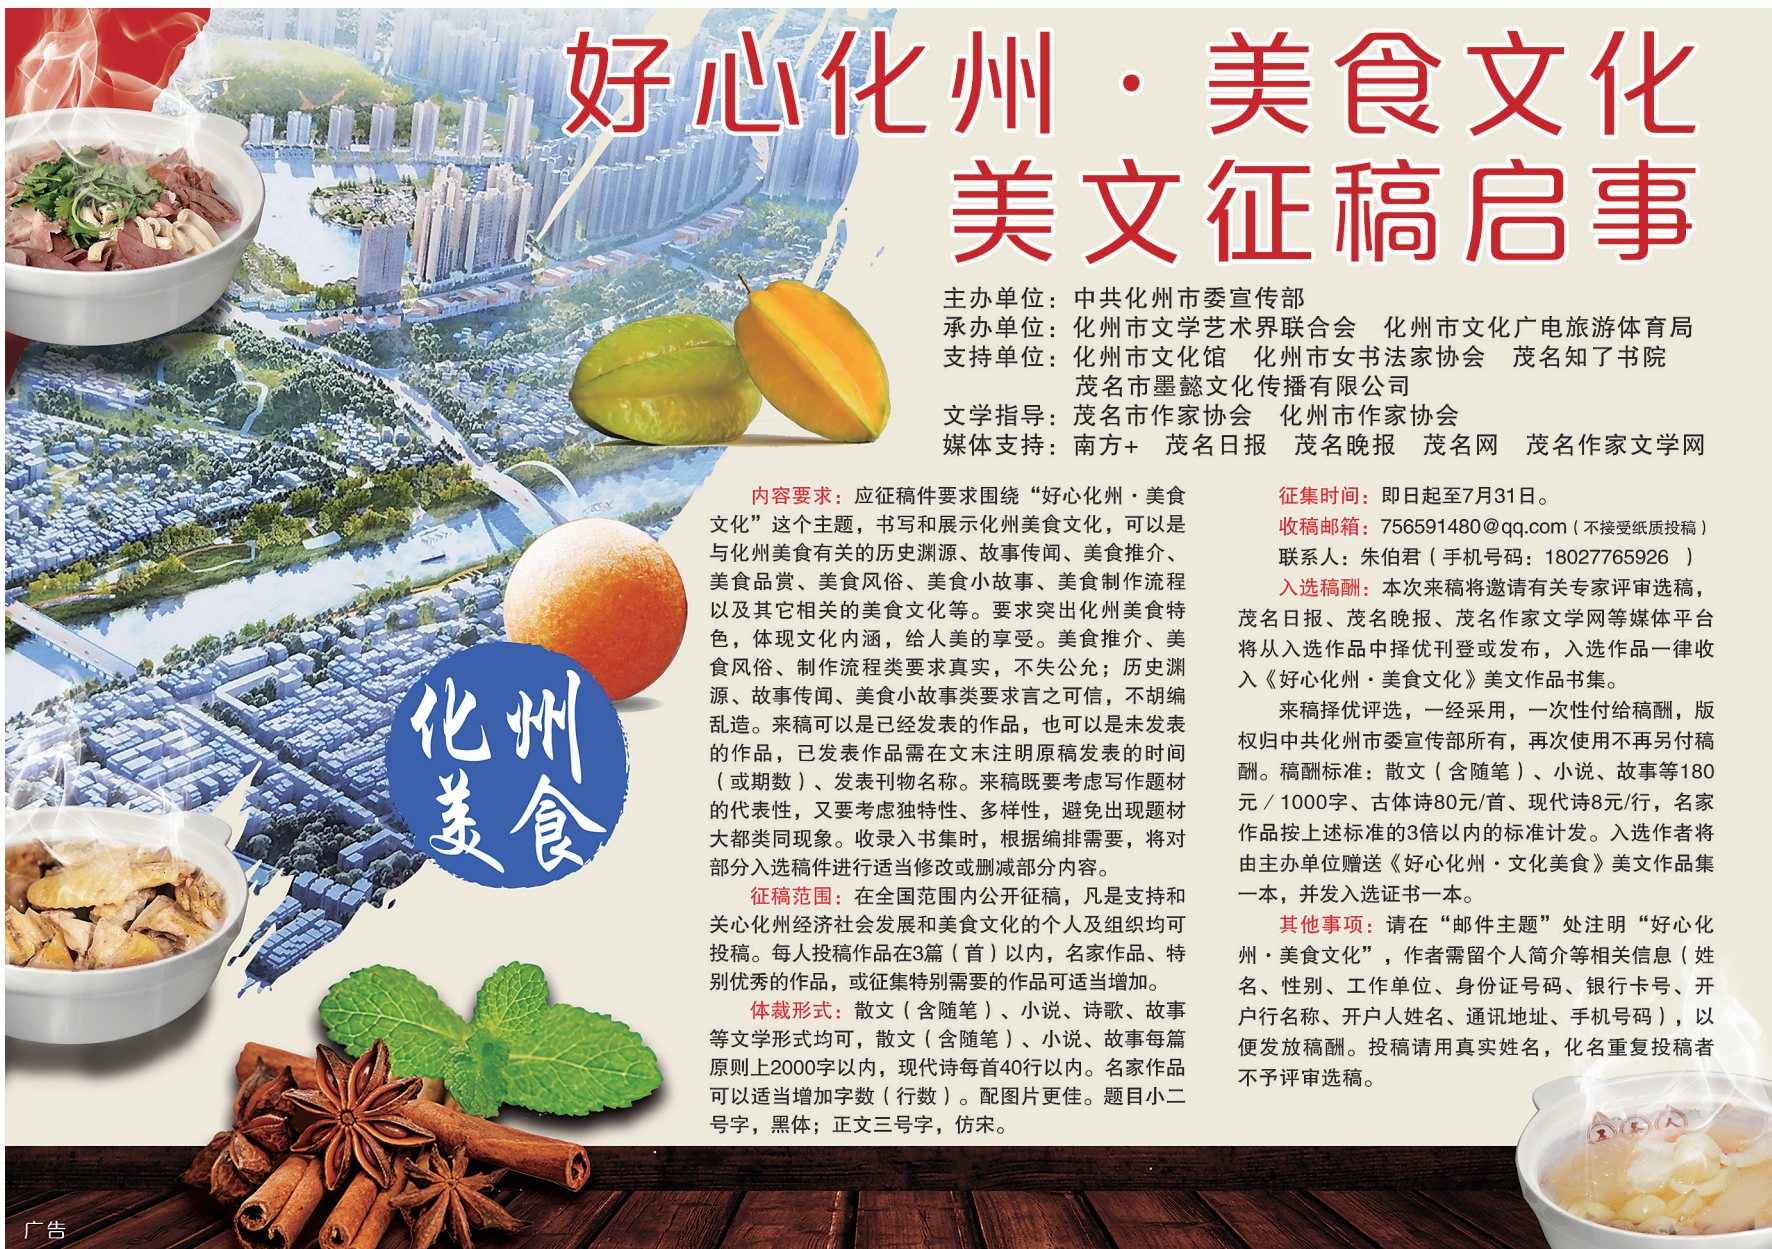 好心化州·美食文化
美文征稿启事
主办单位：中共化州市委宣传部
承办单位：化州市文学艺术界联合会　化州市文化广电旅游体育局
支持单位：化州市文化馆　化州市女书法家协会　茂名知了书院
茂名市墨懿文化传播有限公司
文学指导：茂名市作家协会　化州市作家协会
媒体支持：南方+　茂名日报　茂名晚报　茂名网　茂名作家文学网
内容要求：应征稿件要求围绕“好心化州·美食
文化”这个主题，书写和展示化州美食文化，可以是
与化州美食有关的历史渊源、故事传闻、美食推介、
美食品赏、美食风俗、美食小故事、美食制作流程
以及其它相关的美食文化等。要求突出化州美食特
色，体现文化内涵，给人美的享受。美食推介、美
食风俗、制作流程类要求真实，不失公允；历史渊
源、故事传闻、美食小故事类要求言之可信，不胡编
乱造。来稿可以是已经发表的作品，也可以是未发表
的作品，已发表作品需在文末注明原稿发表的时间
（或期数）、发表刊物名称。来稿既要考虑写作题材
的代表性，又要考虑独特性、多样性，避免出现题材
大都类同现象。收录入书集时，根据编排需要，将对
部分入选稿件进行适当修改或删减部分内容。
征稿范围：在全国范围内公开征稿，凡是支持和
关心化州经济社会发展和美食文化的个人及组织均可
投稿。每人投稿作品在3篇（首）以内，名家作品、特
别优秀的作品，或征集特别需要的作品可适当增加。
体裁形式：散文（含随笔）、小说、诗歌、故事
等文学形式均可，散文（含随笔）、小说、故事每篇
原则上2000字以内，现代诗每首40行以内。名家作品
可以适当增加字数（行数）。配图片更佳。题目小二
号字，黑体；正文三号字，仿宋。
征集时间：即日起至7月31日。
收稿邮箱：756591480@qq.com（不接受纸质投稿）
联系人：朱伯君（手机号码：18027765926 ）
入选稿酬：本次来稿将邀请有关专家评审选稿，
茂名日报、茂名晚报、茂名作家文学网等媒体平台
将从入选作品中择优刊登或发布，入选作品一律收
入《好心化州·美食文化》美文作品书集。
来稿择优评选，一经采用，一次性付给稿酬，版
权归中共化州市委宣传部所有，再次使用不再另付稿
酬。稿酬标准：散文（含随笔）、小说、故事等180
元／1000字、古体诗80元/首、现代诗8元/行，名家
作品按上述标准的3倍以内的标准计发。入选作者将
由主办单位赠送《好心化州·文化美食》美文作品集
一本，并发入选证书一本。
其他事项：请在“邮件主题”处注明“好心化
州·美食文化”，作者需留个人简介等相关信息（姓
名、性别、工作单位、身份证号码、银行卡号、开
户行名称、开户人姓名、通讯地址、手机号码），以
便发放稿酬。投稿请用真实姓名，化名重复投稿者
不予评审选稿。
化州
美食
广告